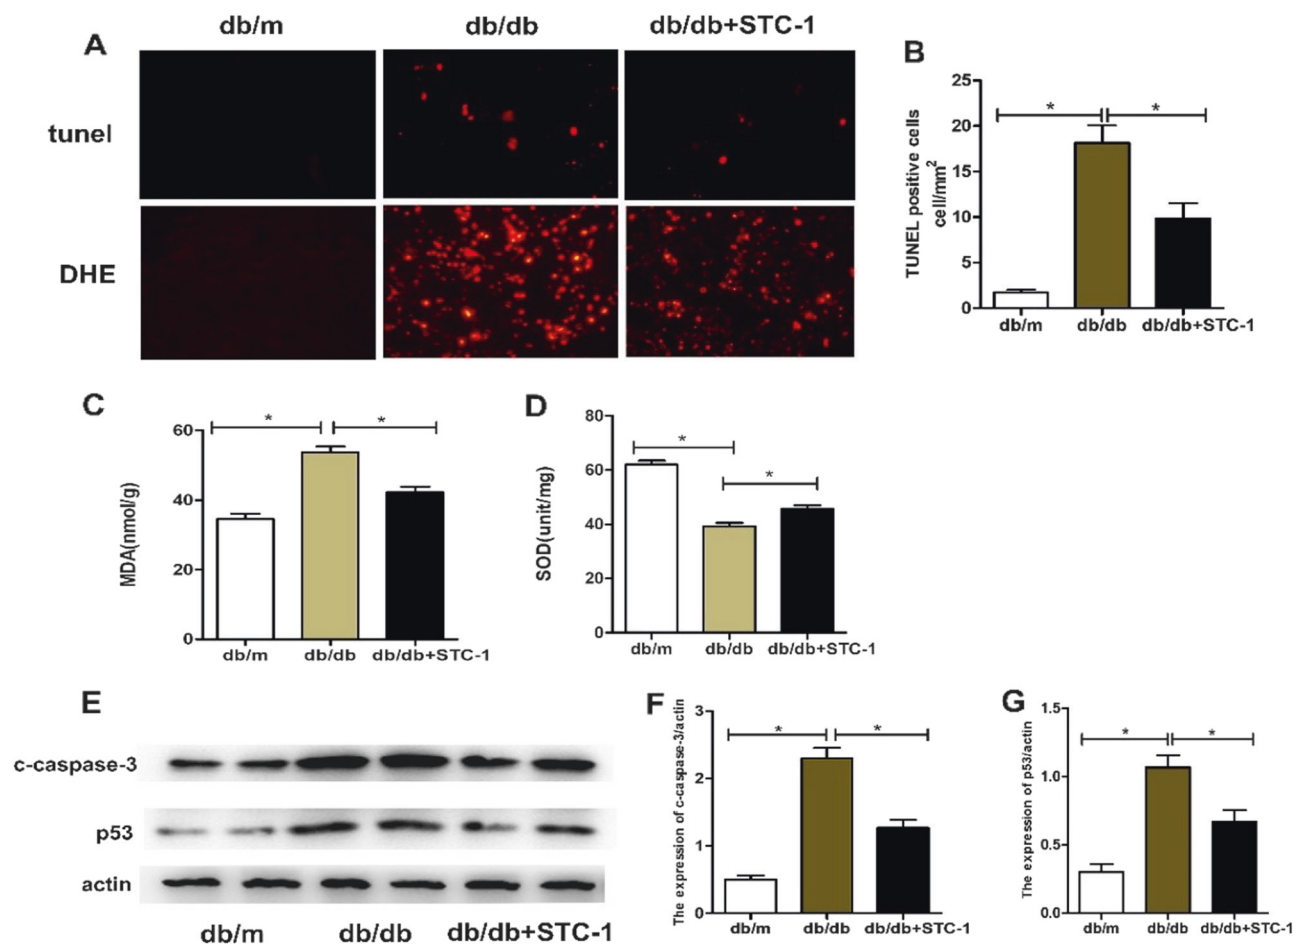 A
db/m
db/db
db/db+STC-1
tunel
DHE
B
TUNEL positive cells
cell/mm2
25
20
15
10
5
0
*
*
db/m
db/db
db/db+STC-1
C
MDA(nmol/g)
60
40
20
0
*
*
db/m
db/db
db/db+STC-1
D
SOD(unit/mg)
80
60
40
20
0
*
*
db/m
db/db
db/db+STC-1
E
c-caspase-3
p53
actin
db/m
db/db
db/db+STC-1
F
The expression of c-caspase-3/actin
3
2
1
0
*
*
db/m
db/db
db/db+STC-1
G
The expression of p53/actin
1.5
1.0
0.5
0.0
*
*
db/m
db/db
db/db+STC-1